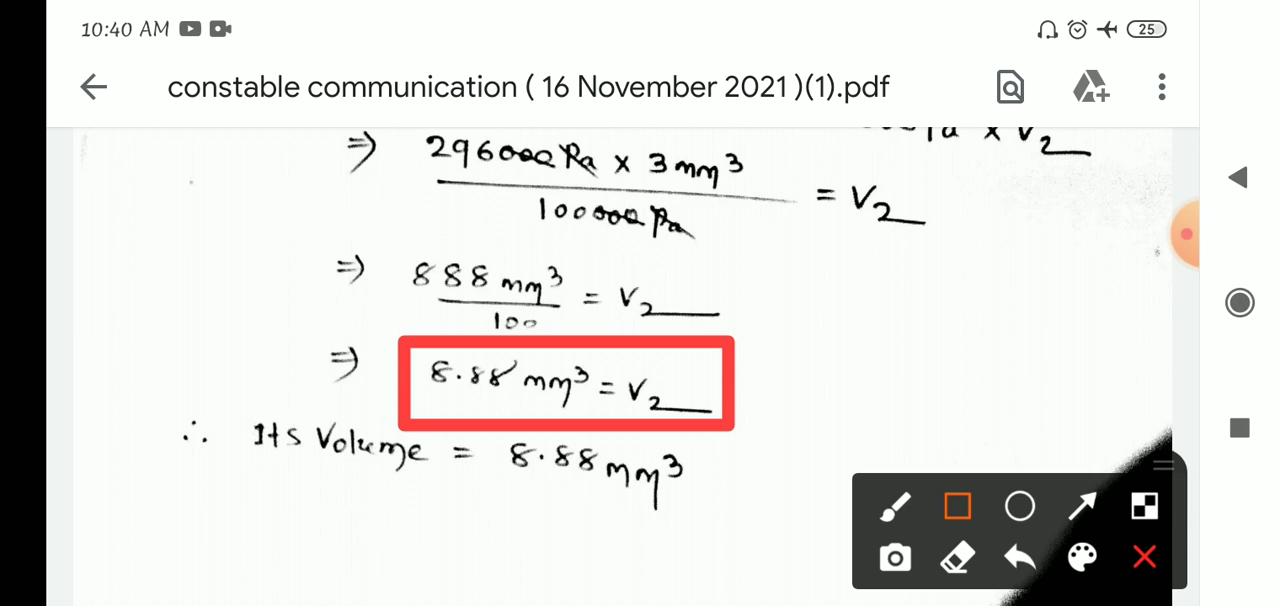 10:40 AM 25
constable communication ( 16 November 2021 )(1).pdf
× V2
=) 296000 Pa × 3 mm3
100000 Pa = V2
=) 888 mm3
100 = V2
=) 8.88 mm3 = V2
∴ Its Volume = 8.88 mm3